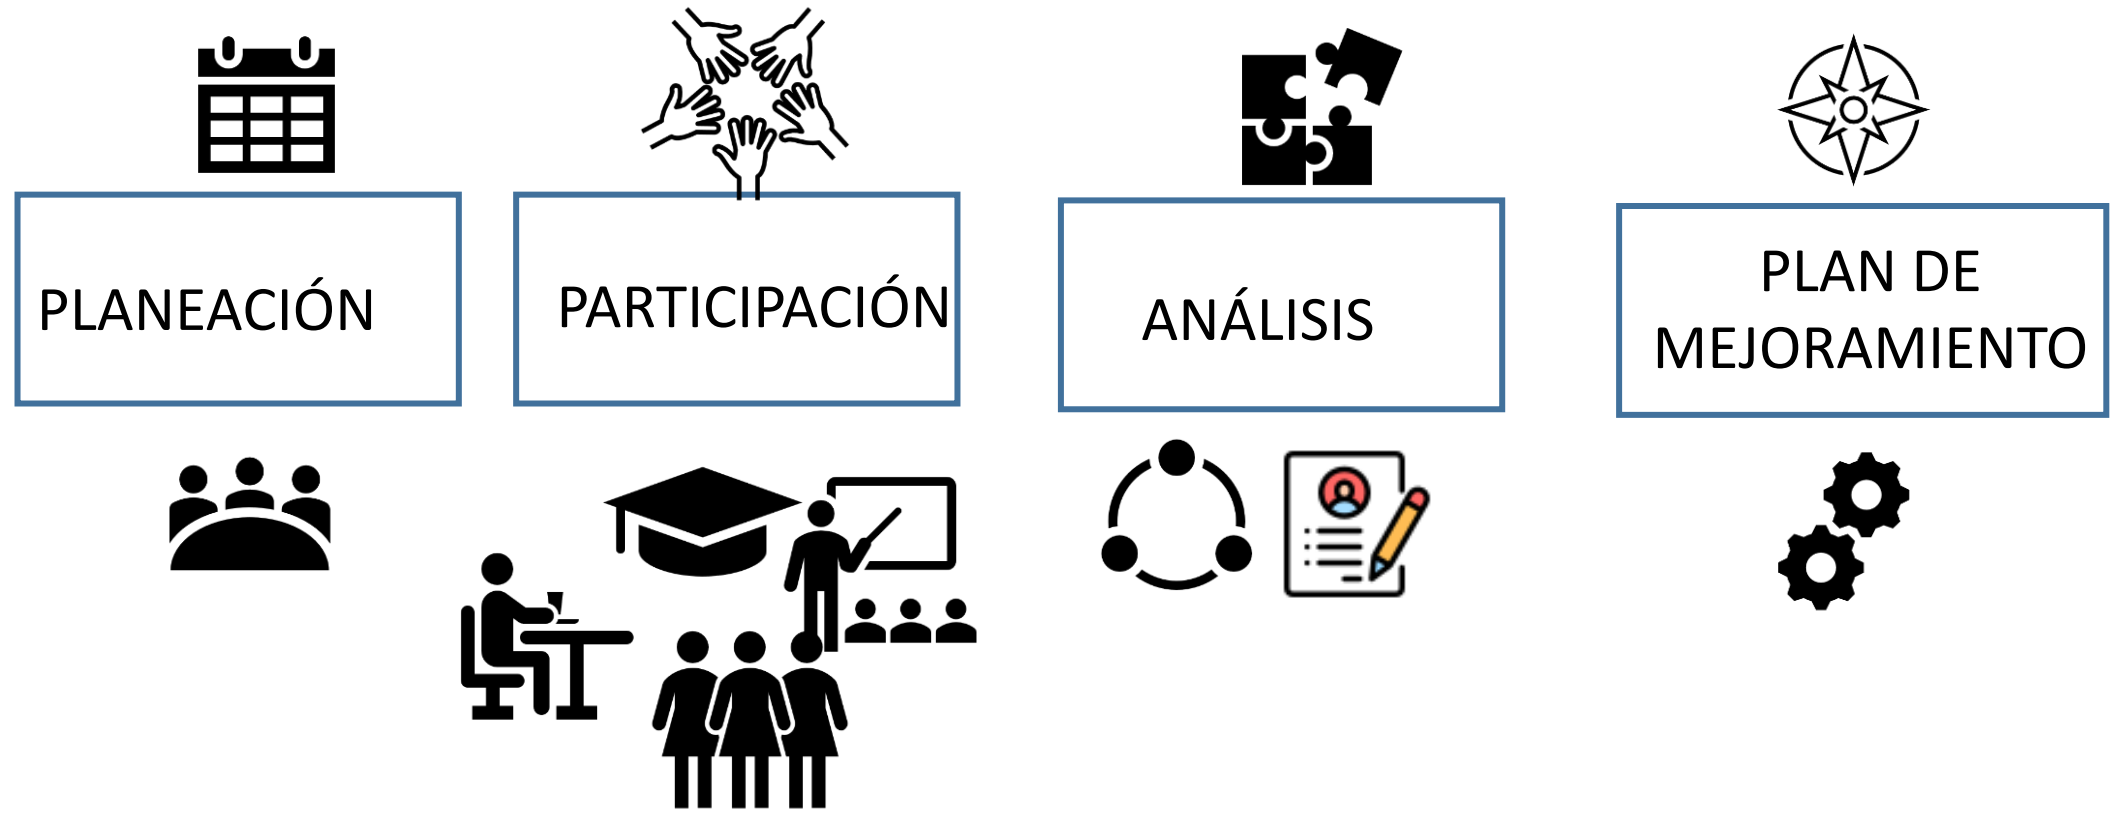 PLANEACIÓN
PARTICIPACIÓN
ANÁLISIS
PLAN DE
MEJORAMIENTO